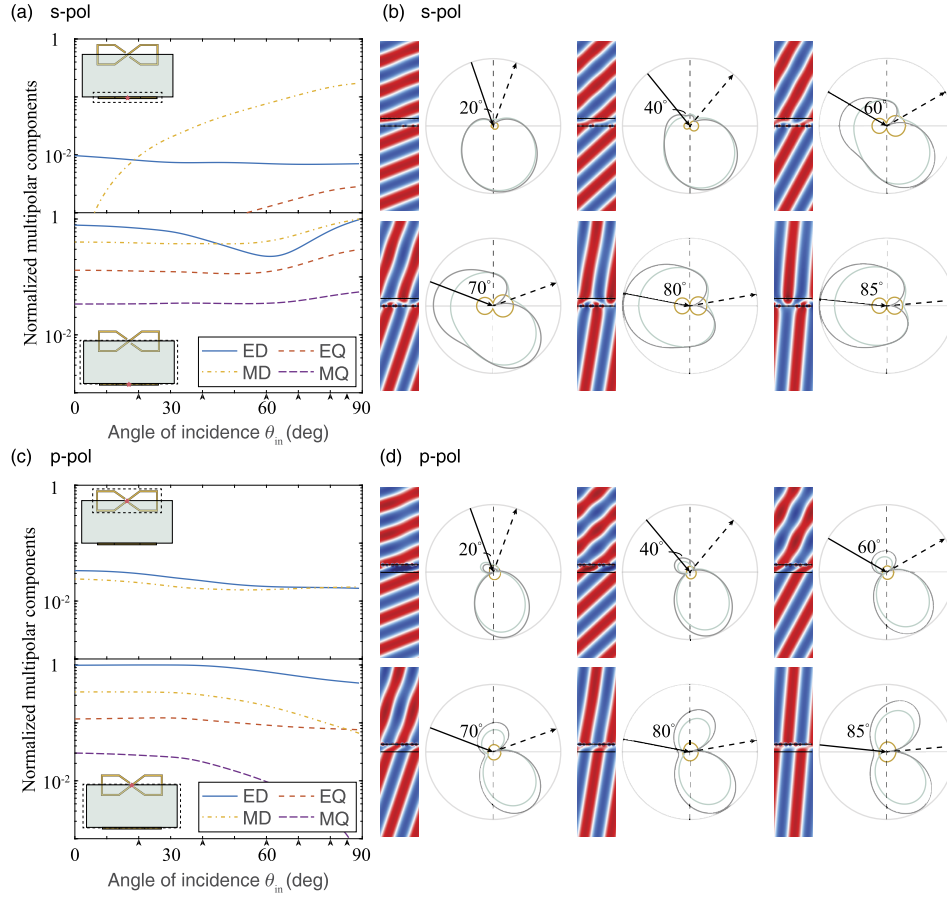 (a) s-pol
Normalized multipolar components
1
10-2
1
10-2
ED EQ
MD MQ
0 30 60 90
Angle of incidence θin (deg)
(b) s-pol
20° 40° 60°
70° 80° 85°
(c) p-pol
Normalized multipolar components
1
10-2
1
10-2
ED EQ
MD MQ
0 30 60 90
Angle of incidence θin (deg)
(d) p-pol
20° 40° 60°
70° 80° 85°